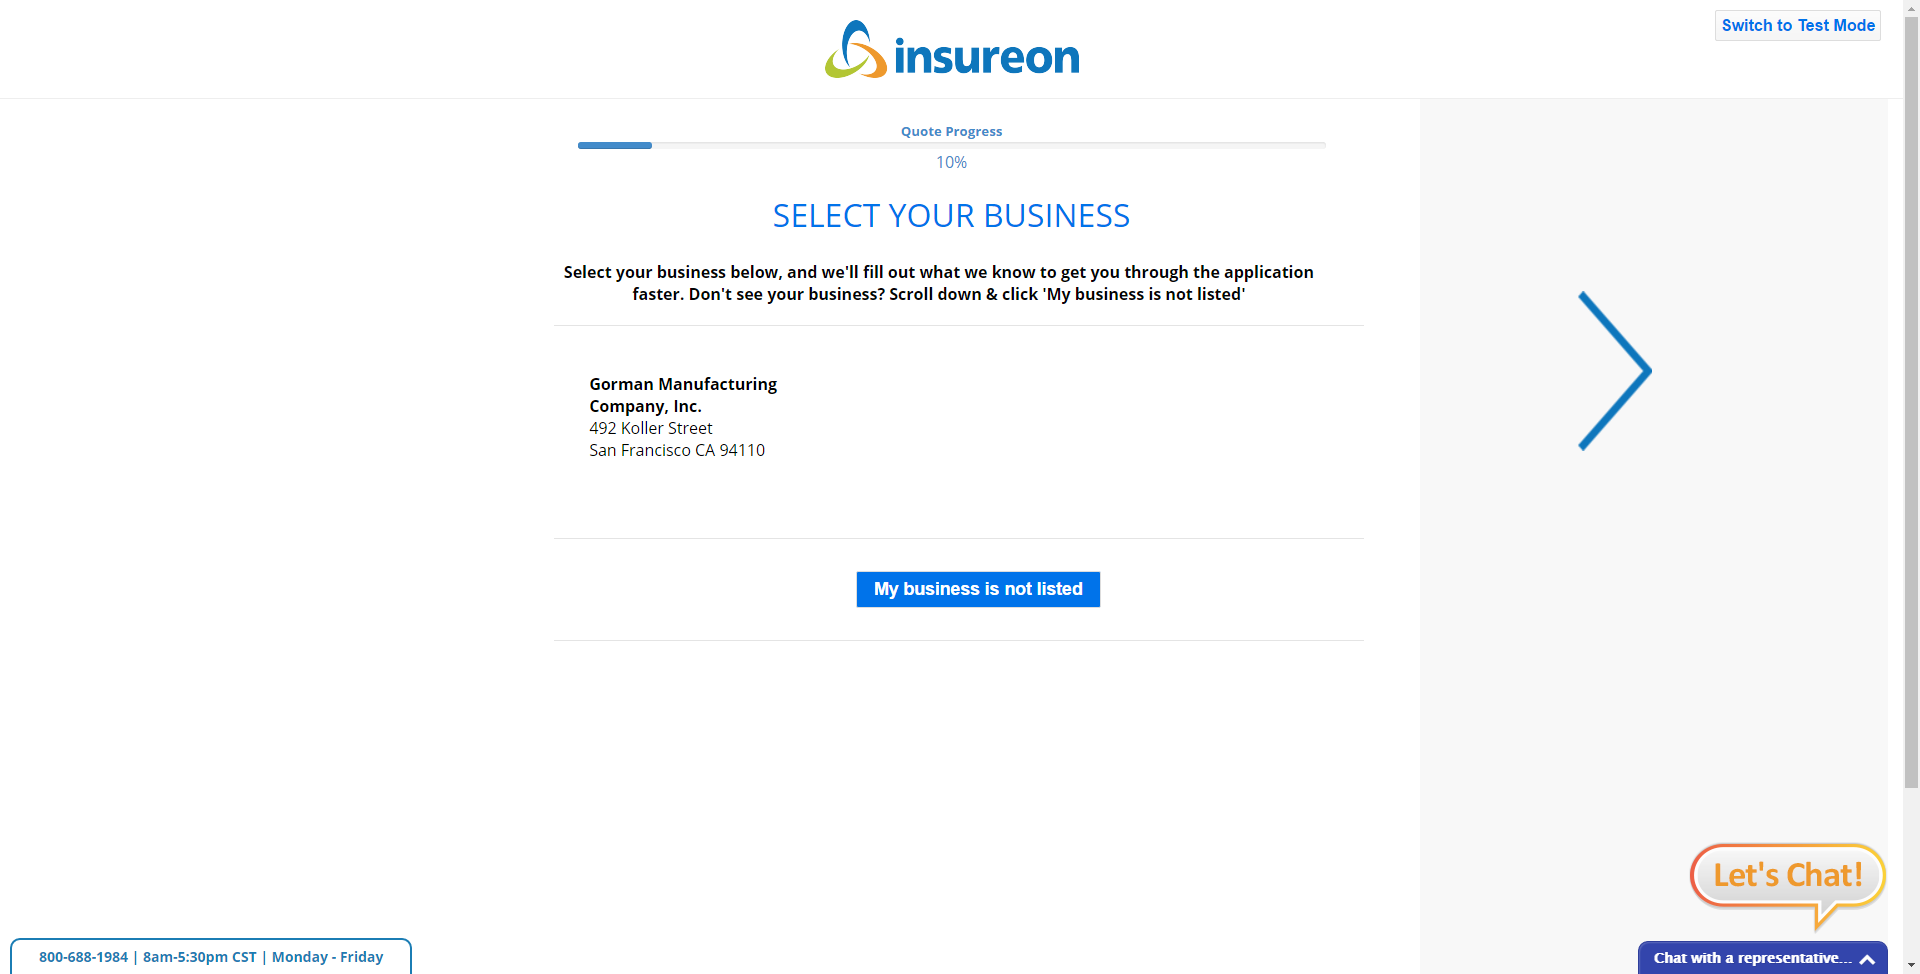 insureon
Switch to Test Mode
Quote Progress
10%
SELECT YOUR BUSINESS
Select your business below, and we'll fill out what we know to get you through the application
faster. Don't see your business? Scroll down & click 'My business is not listed'
Gorman Manufacturing
Company, Inc.
492 Koller Street
San Francisco CA 94110
My business is not listed
Let's Chat!
800-688-1984 | 8am-5:30pm CST | Monday - Friday
Chat with a representative...